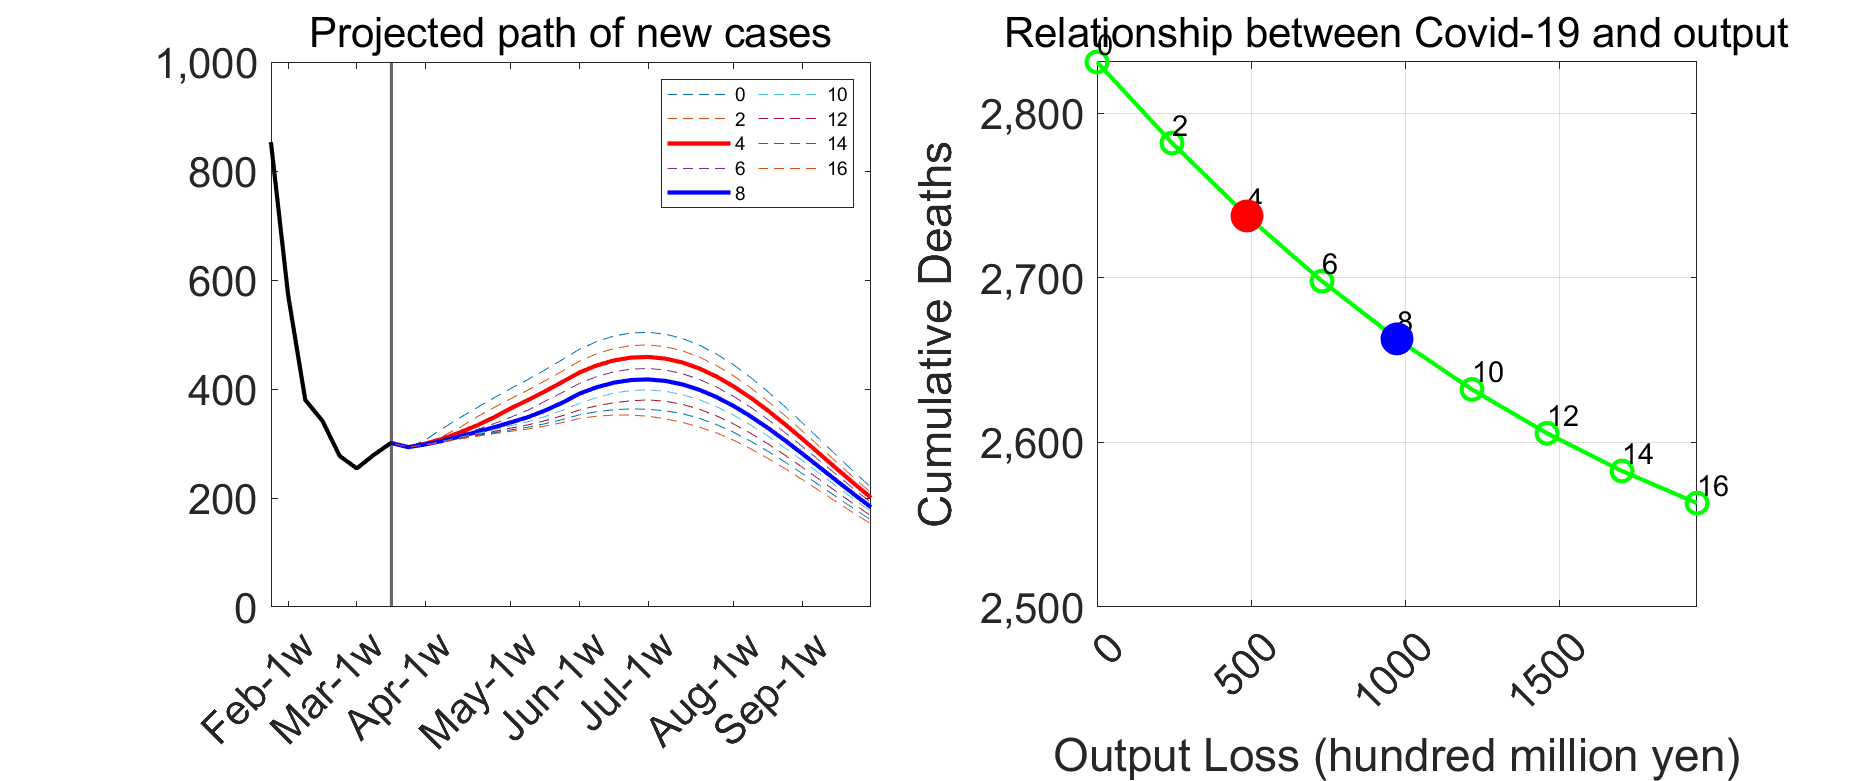 Projected path of new cases
1,000
800
600
400
200
0
0 10
2 12
4 14
6 16
8
Feb-1w
Mar-1w
Apr-1w
May-1w
Jun-1w
Jul-1w
Aug-1w
Sep-1w
Relationship between Covid-19 and output
Cumulative Deaths
2,800
2,700
2,600
2,500
0
2
4
6
8
10
12
14
16
0
500
1000
1500
Output Loss (hundred million yen)